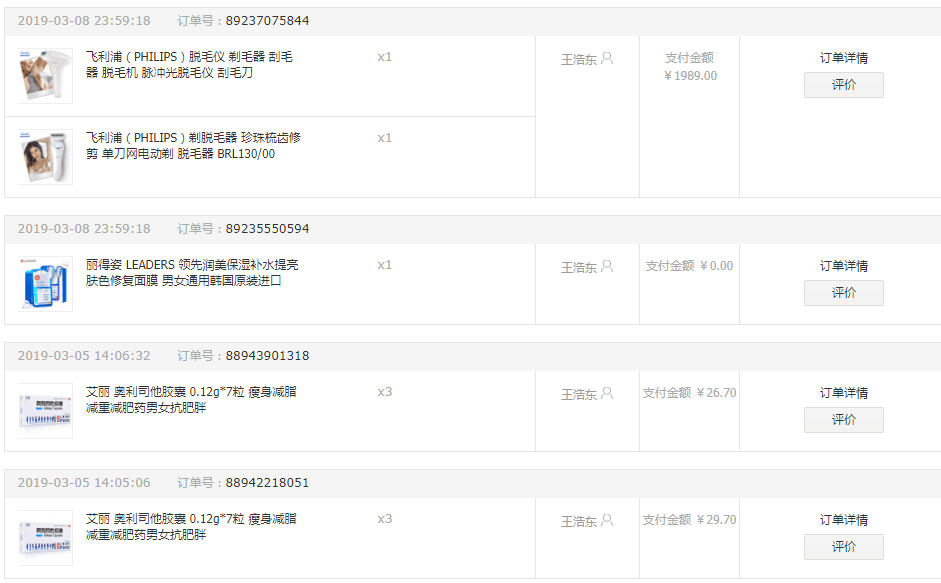 2019-03-08 23:59:18 订单号：89237075844
飞利浦（PHILIPS）脱毛仪 剃毛器 刮毛
器 脱毛机 脉冲光脱毛仪 刮毛刀
x1
王浩东
支付金额
￥1989.00
订单详情
评价
飞利浦（PHILIPS）剃脱毛器 珍珠梳齿修
剪 单刀网电动剃 脱毛器 BRL130/00
x1
2019-03-08 23:59:18 订单号：89235550594
丽得姿 LEADERS 领先润美保湿补水提亮
肤色修复面膜 男女通用韩国原装进口
x1
王浩东
支付金额 ￥0.00
订单详情
评价
2019-03-05 14:06:32 订单号：88943901318
艾丽 奥利司他胶囊 0.12g*7粒 瘦身减脂
减重减肥药男女抗肥胖
x3
王浩东
支付金额 ￥26.70
订单详情
评价
2019-03-05 14:05:06 订单号：88942218051
艾丽 奥利司他胶囊 0.12g*7粒 瘦身减脂
减重减肥药男女抗肥胖
x3
王浩东
支付金额 ￥29.70
订单详情
评价